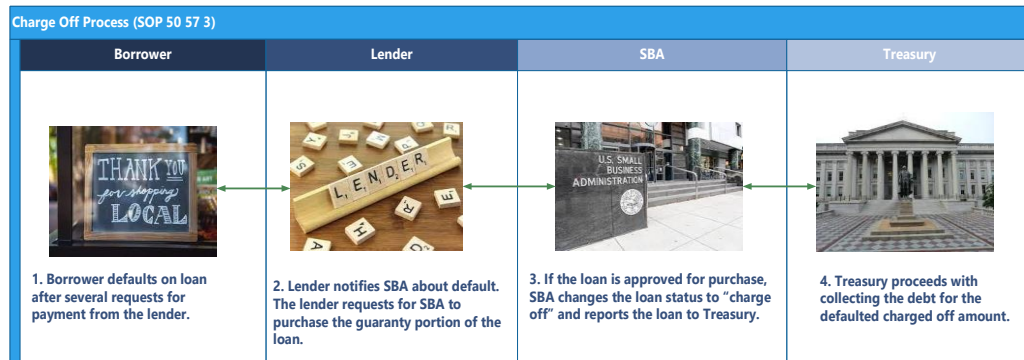 Charge Off Process (SOP 50 57 3)
Borrower
Lender
SBA
Treasury
THANK YOU
for shopping
LOCAL
LENDER
U.S. SMALL
BUSINESS
ADMINISTRATION
1. Borrower defaults on loan
after several requests for
payment from the lender.
2. Lender notifies SBA about default.
The lender requests for SBA to
purchase the guaranty portion of the
loan.
3. If the loan is approved for purchase,
SBA changes the loan status to “charge
off” and reports the loan to Treasury.
4. Treasury proceeds with
collecting the debt for the
defaulted charged off amount.